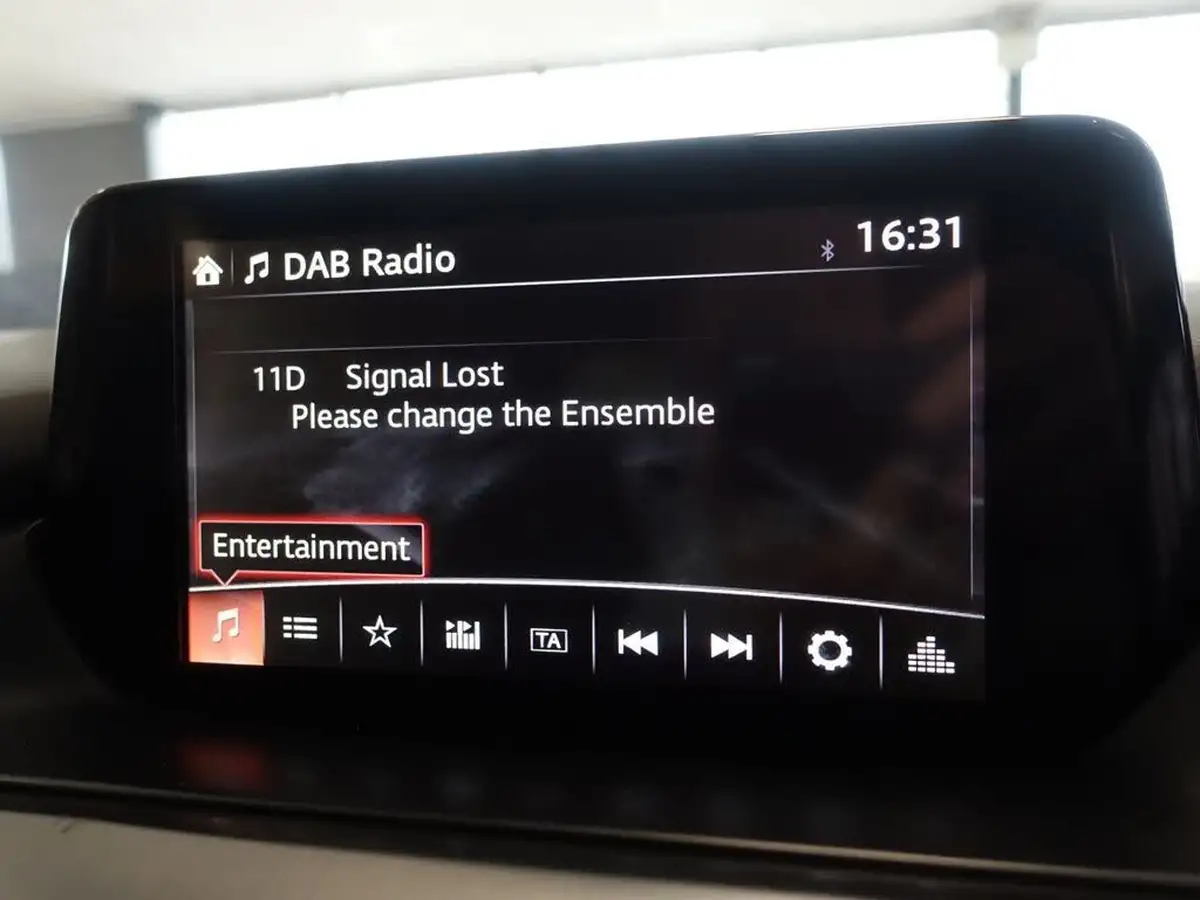 DAB Radio
16:31
11D Signal Lost
Please change the Ensemble
Entertainment
TA